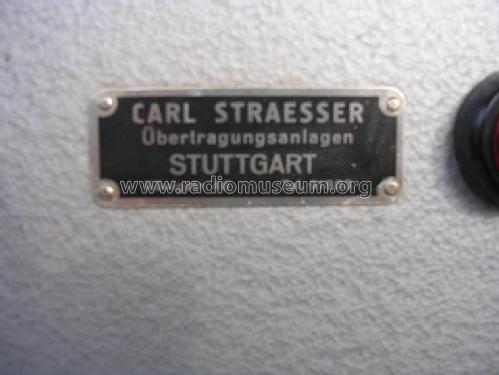 CARL STRAESSER
Übertragungsanlagen
STUTTGART
www.radiomuseum.org